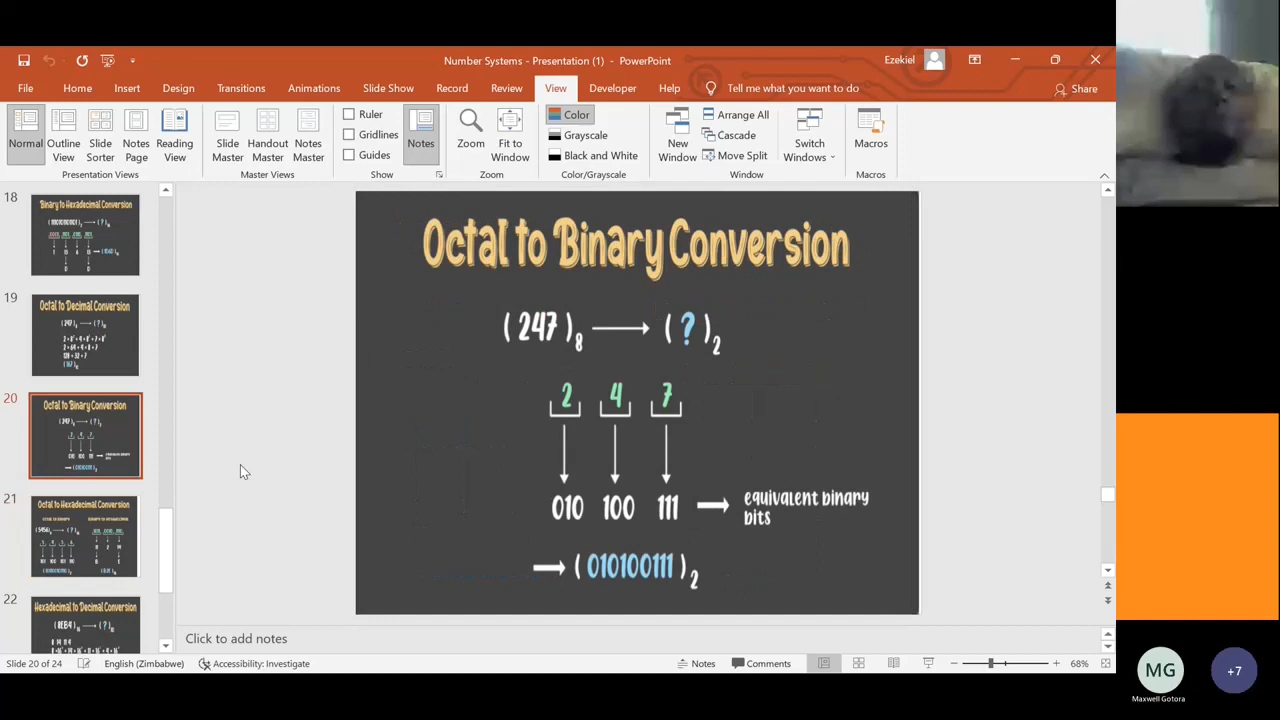 Number Systems - Presentation (1) - PowerPoint
Ezekiel
File Home Insert Design Transitions Animations Slide Show Record Review View Developer Help Tell me what you want to do Share
Normal Outline View Slide Sorter Notes Page Reading View
Presentation Views
Slide Master Handout Master Notes Master
Master Views
Ruler
Gridlines
Guides
Show
Notes
Zoom Fit to Window
Zoom
Color
Grayscale
Black and White
Color/Grayscale
New Window
Arrange All
Cascade
Move Split
Switch Windows
Window
Macros
Macros
18
Binary to Hexadecimal Conversion
19
Octal to Decimal Conversion
20
Octal to Binary Conversion
21
Octal to Hexadecimal Conversion
22
Hexadecimal to Decimal Conversion
Octal to Binary Conversion
(247)8 → (?)2
2 4 7
010 100 111 → equivalent binary
bits
→ (010100111)2
Click to add notes
Slide 20 of 24 English (Zimbabwe) Accessibility: Investigate Notes Comments 68%
MG
Maxwell Gotora
+7